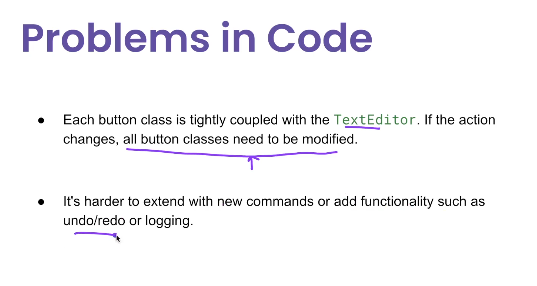 Problems in Code
● Each button class is tightly coupled with the TextEditor. If the action
changes, all button classes need to be modified.
● It's harder to extend with new commands or add functionality such as
undo/redo or logging.